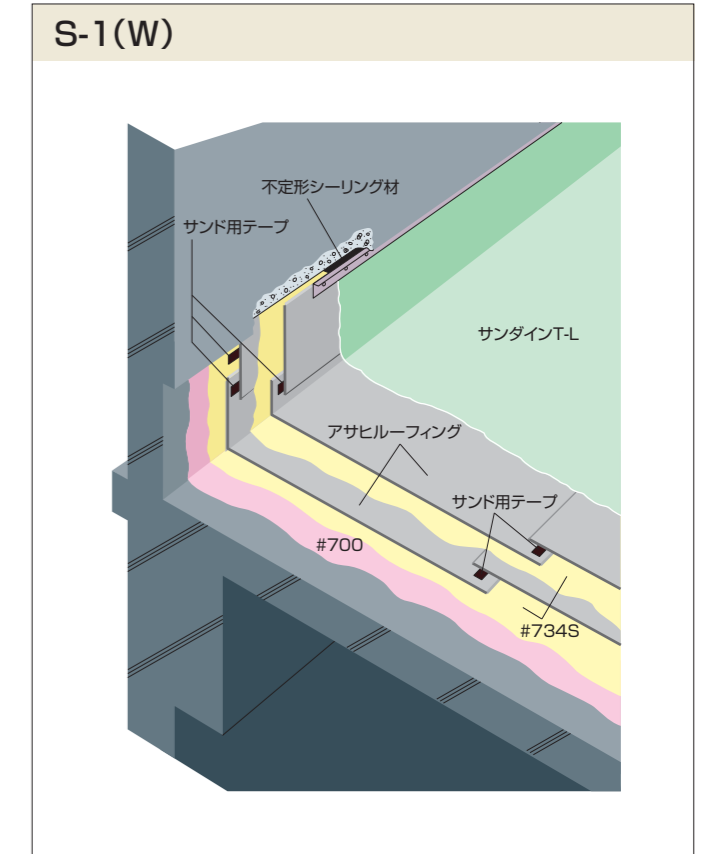 S-1(W)
不定形シーリング材
サンド用テープ
サンダインT-L
アサヒルーフィング
サンド用テープ
#700
#734S